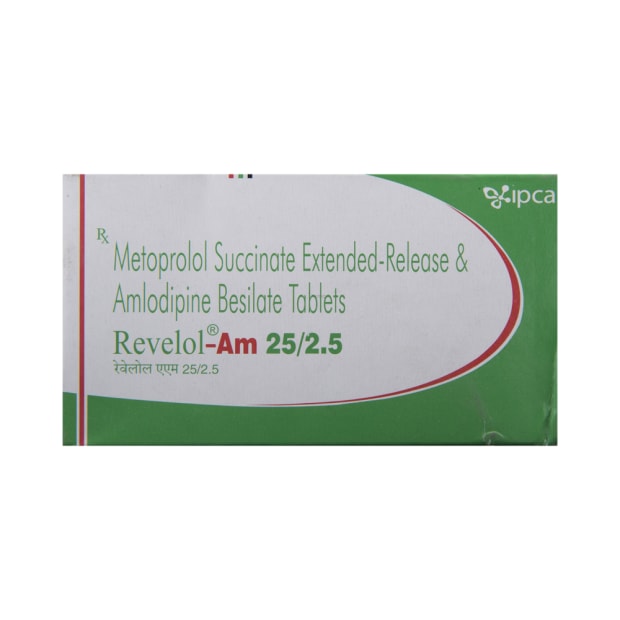 ipca
Rx
Metoprolol Succinate Extended-Release &
Amlodipine Besilate Tablets
Revelol®-Am 25/2.5
रेवेलोल एएम 25/2.5